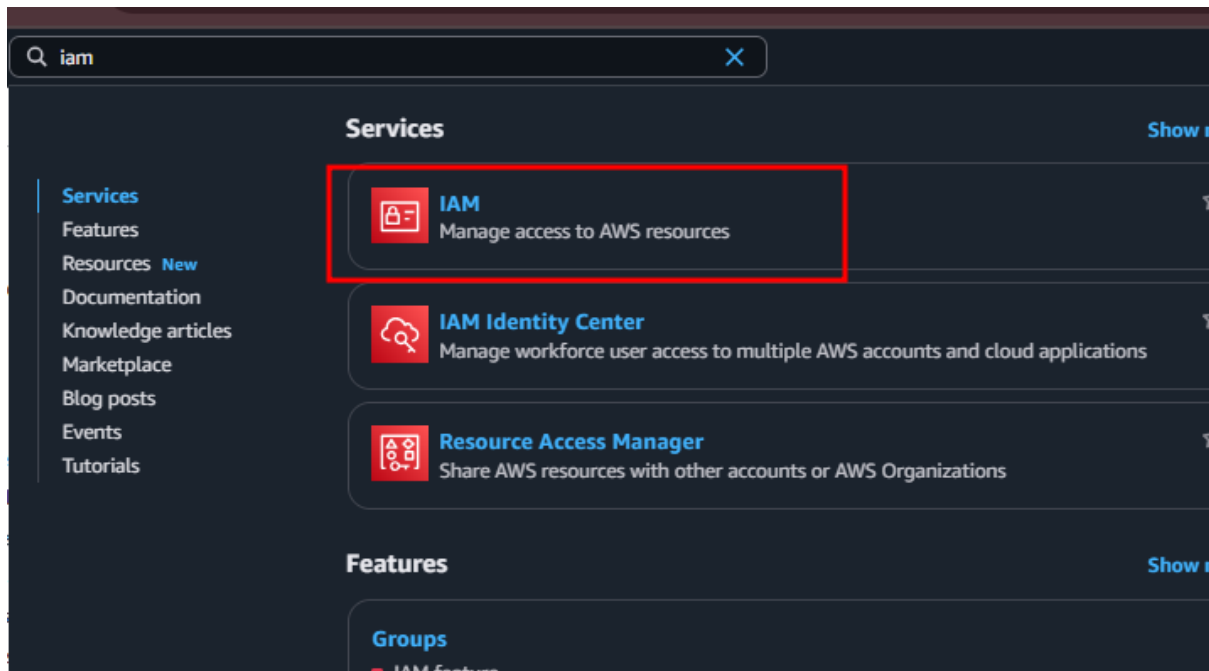 iam
Services
Show
Services
Features
Resources New
Documentation
Knowledge articles
Marketplace
Blog posts
Events
Tutorials
IAM
Manage access to AWS resources
IAM Identity Center
Manage workforce user access to multiple AWS accounts and cloud applications
Resource Access Manager
Share AWS resources with other accounts or AWS Organizations
Features
Show
Groups
IAM feature